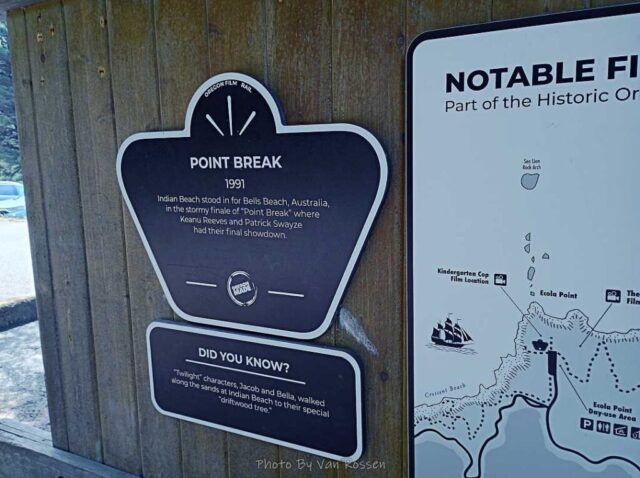 OREGON FILM TRAIL
POINT BREAK
1991
Indian Beach stood in for Bells Beach, Australia,
in the stormy finale of "Point Break" where
Keanu Reeves and Patrick Swayze
had their final showdown.
OREGON
MADE
DID YOU KNOW?
"Twilight" characters, Jacob and Bella, walked
along the sands at Indian Beach to their special
"driftwood tree."
NOTABLE FI
Part of the Historic Or
Sea Lion
Rock Arch
Kindergarten Cop
Film Location
Ecola Point
The
Film
Crescent Beach
Ecola Point
Day-use Area
P
Photo By Van Rossen